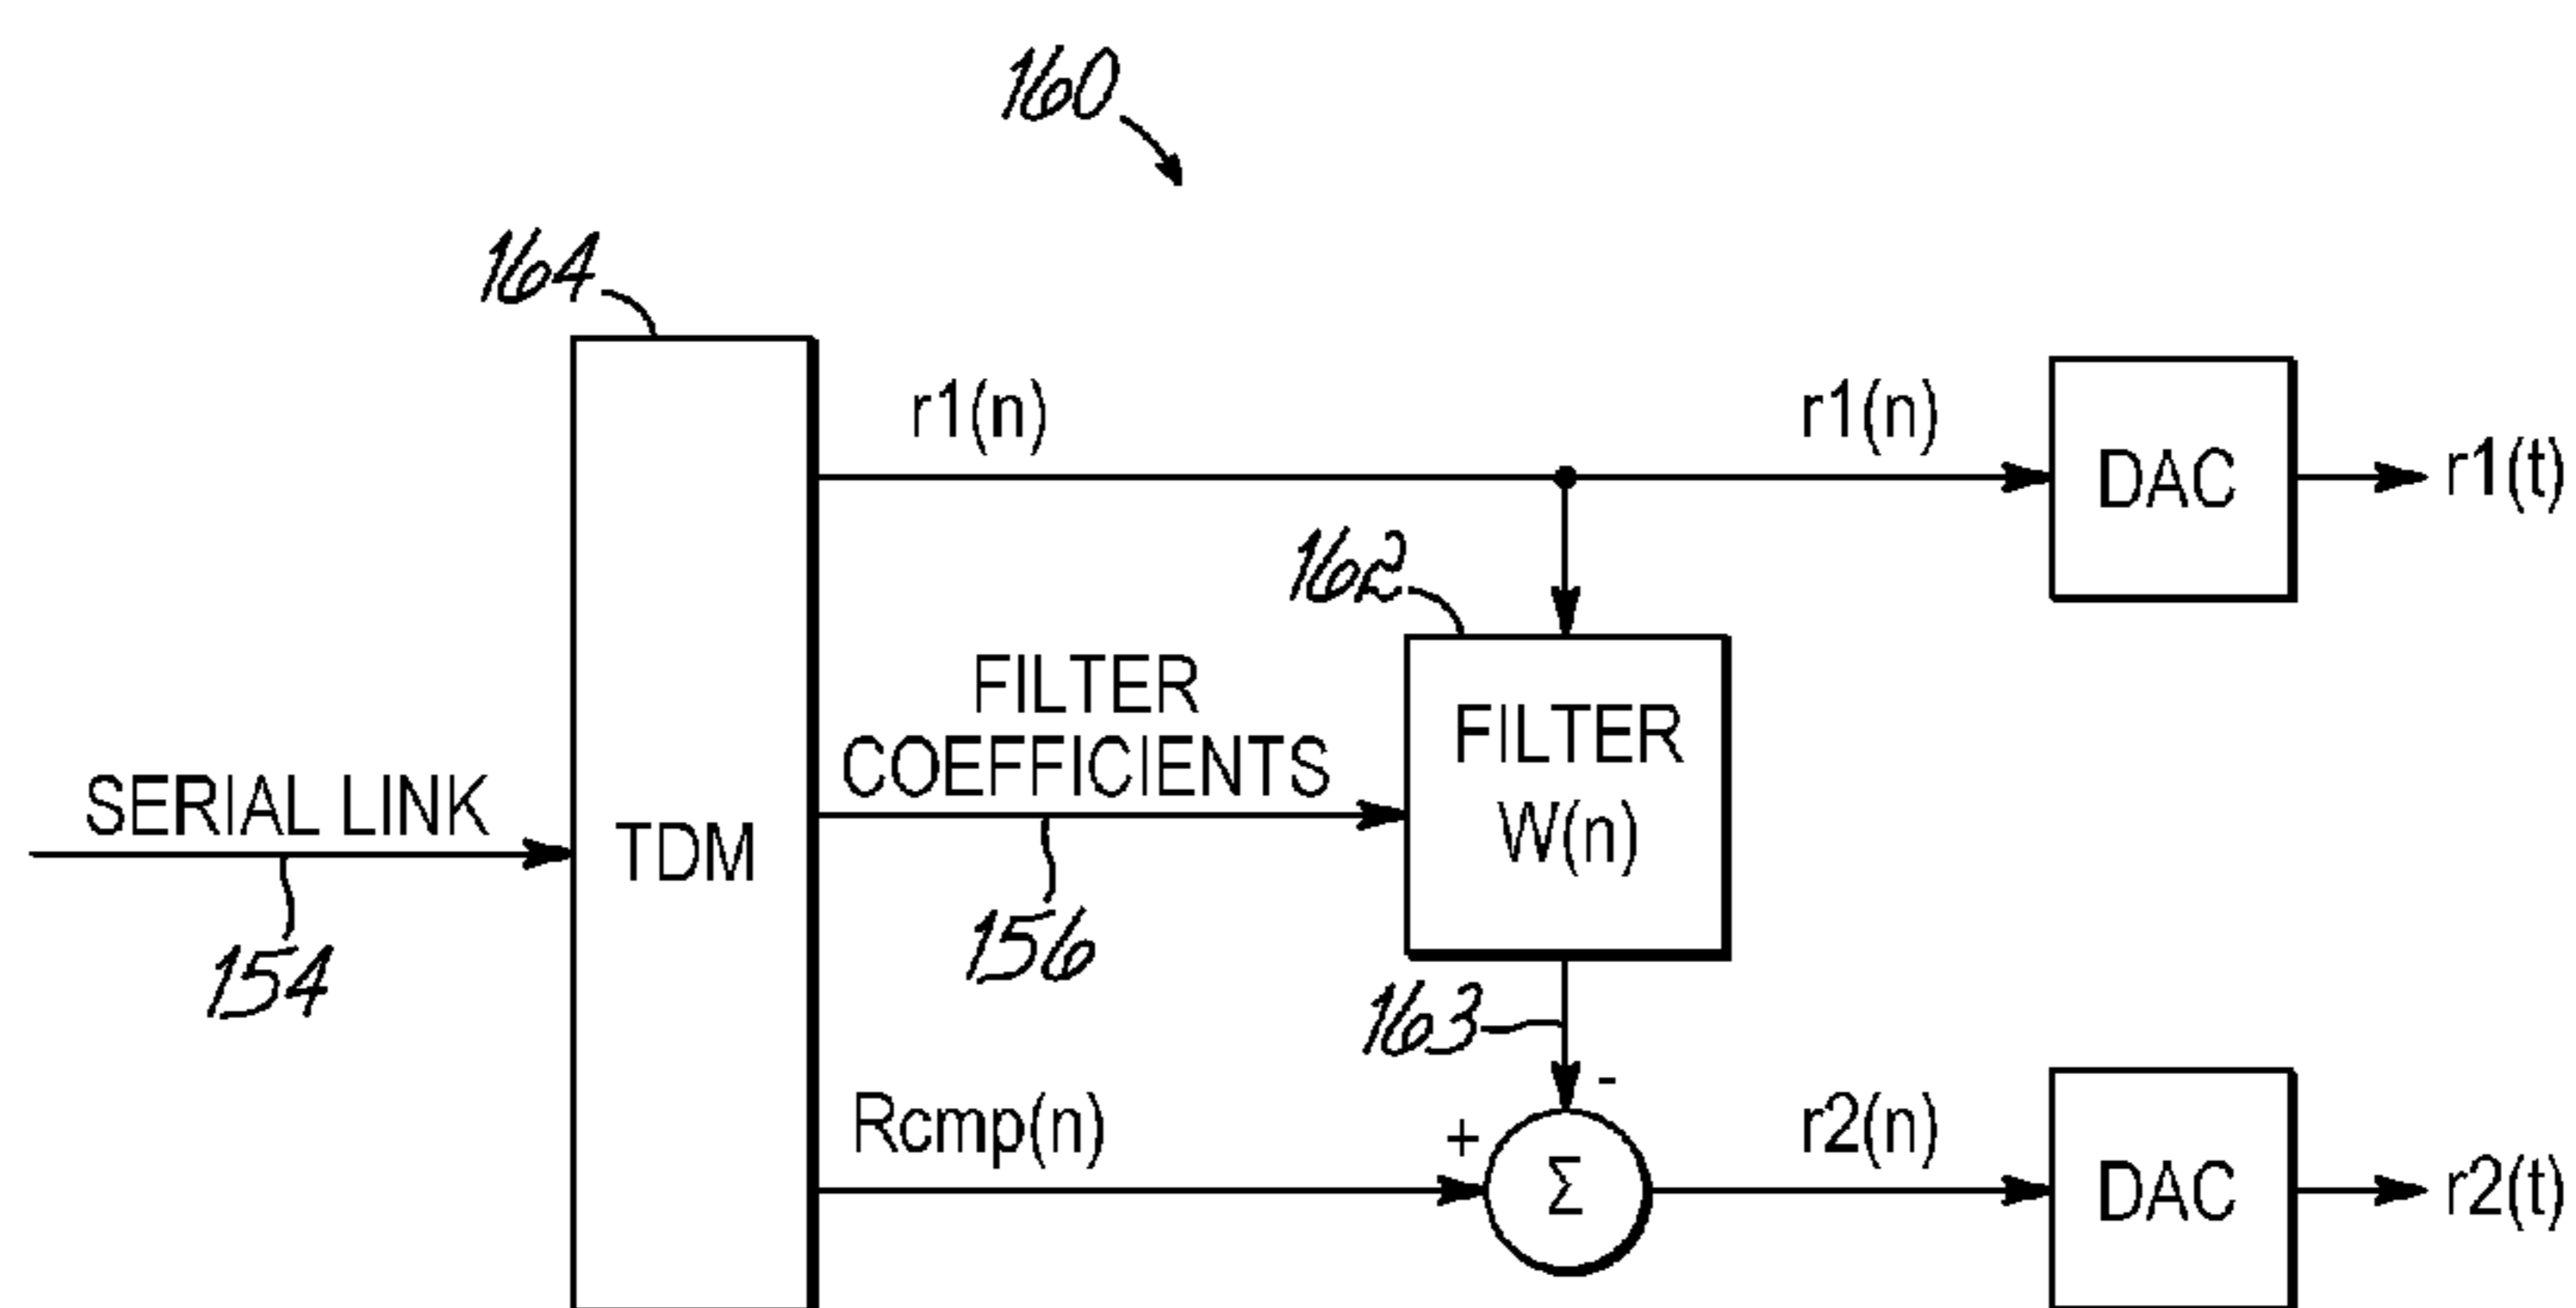 160
164
r1(n)
r1(n)
DAC
r1(t)
162
FILTER
COEFFICIENTS
FILTER
W(n)
SERIAL LINK
TDM
154
156
163
-
Rcmp(n)
+
Σ
r2(n)
DAC
r2(t)